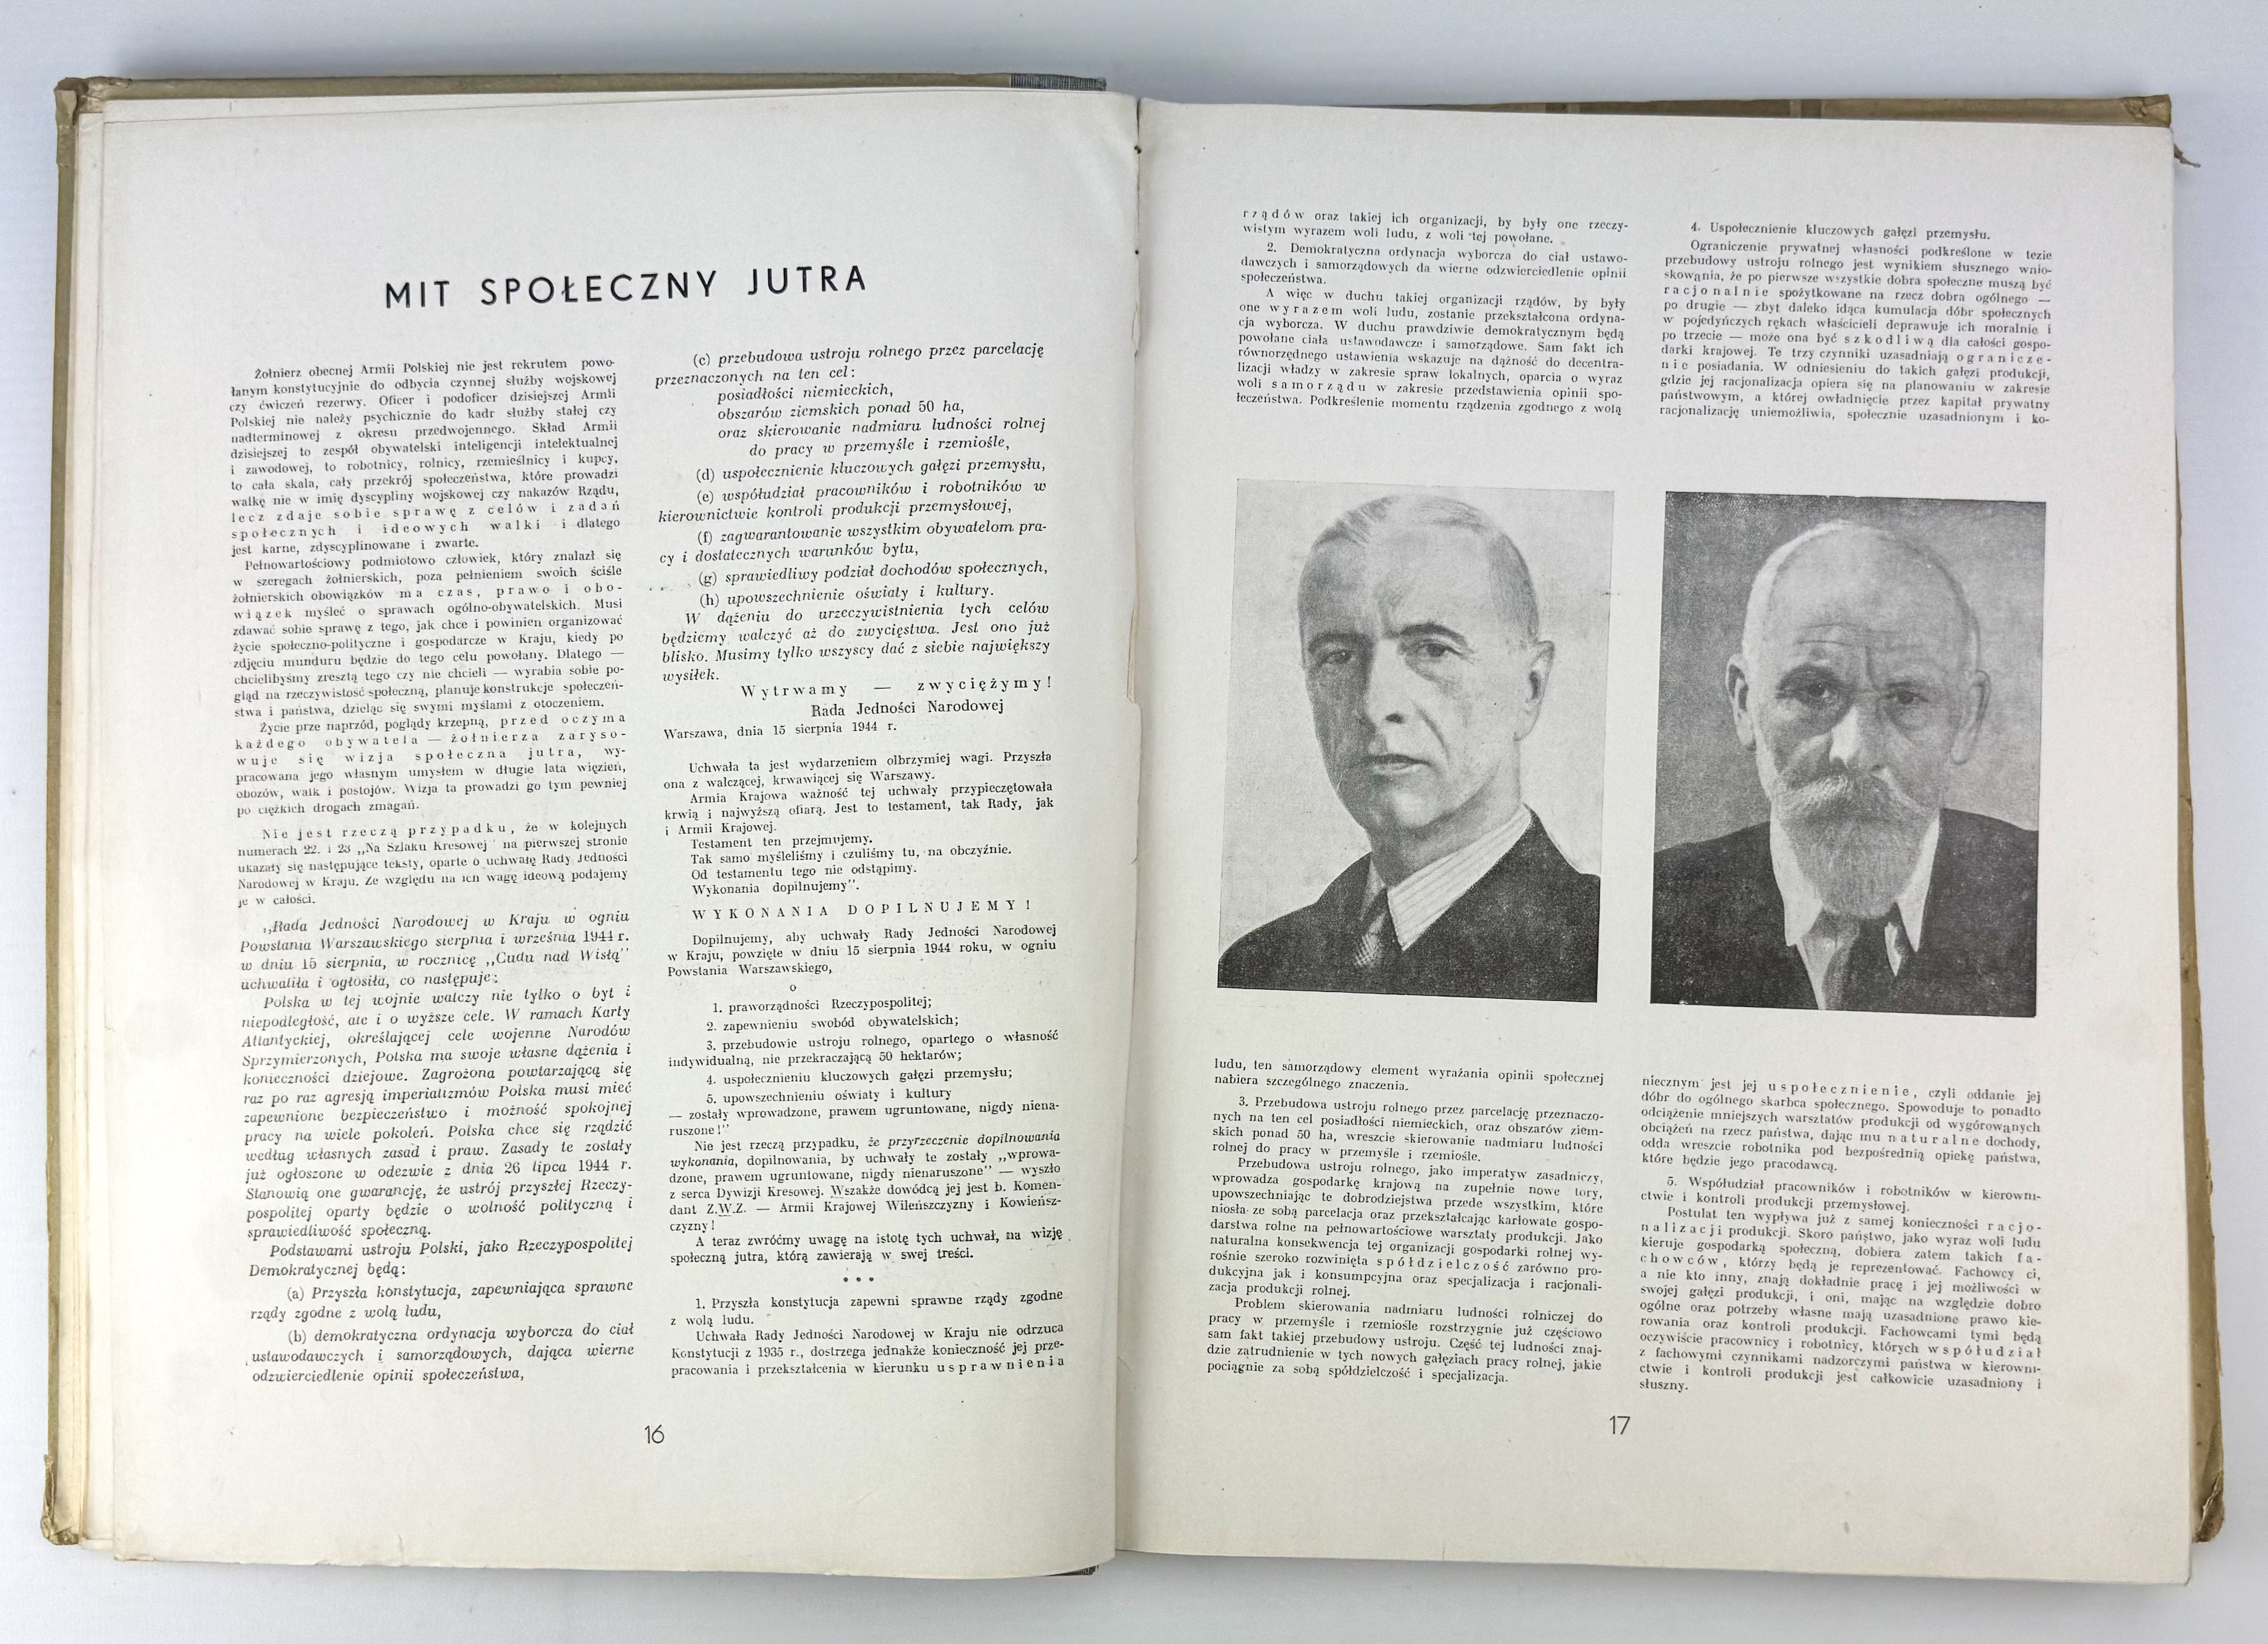 MIT SPOŁECZNY JUTRA
Żołnierz obecnej Armii Polskiej nie jest rekrutem powo-
łanym konstytucyjnie do odbycia czynnej służby wojskowej
czy ćwiczeń rezerwy. Oficer i podoficer dzisiejszej Armii
Polskiej nie należy psychicznie do kadr służby stałej czy
nadterminowej z okresu przedwojennego. Skład Armii
dzisiejszej to zespół obywatelski inteligencji intelektualnej
i zawodowej, to robotnicy, rolnicy, rzemieślnicy i kupcy,
to cała skala, cały przekrój społeczeństwa, które prowadzi
walkę nie w imię dyscypliny wojskowej czy nakazów Rządu,
lecz zdaje sobie sprawę z celów i zadań
społecznych i ideowych walki i dlatego
jest karne, zdyscyplinowane i zwarte.
Pełnowartościowy podmiotowo człowiek, który znalazł się
w szeregach żołnierskich, poza pełnieniem swoich ściśle
żołnierskich obowiązków ma czas, prawo i obo-
wiązek myśleć o sprawach ogólno-obywatelskich. Musi
zdawać sobie sprawę z tego, jak chce i powinien organizować
życie społeczno-polityczne i gospodarcze w Kraju, kiedy po
zdjęciu munduru będzie do tego celu powołany. Dlatego —
chcielibyśmy zresztą tego czy nie chcieli — wyrabia sobie po-
gląd na rzeczywistość społeczną, planuje konstrukcje społeczeń-
stwa i państwa, dzieląc się swymi myślami z otoczeniem.
Życie prze naprzód, poglądy krzepną, przed oczyma
każdego obywatela — żołnierza zaryso-
wuje się wizja społeczna jutra, wy-
pracowana jego własnym umysłem w długie lata więzień,
obozów, walk i postojów. Wizja ta prowadzi go tym pewniej
po ciężkich drogach zmagań.
Nie jest rzeczą przypadku, że w kolejnych
numerach 22. i 23 „Na Szlaku Kresowej" na pierwszej stronie
ukazały się następujące teksty, oparte o uchwałę Rady Jedności
Narodowej w Kraju. Ze względu na ich wagę ideową podajemy
je w całości.
„Rada Jedności Narodowej w Kraju w ogniu
Powstania Warszawskiego sierpnia i września 1944 r.
w dniu 15 sierpnia, w rocznicę „Cudu nad Wisłą"
uchwaliła i ogłosiła, co następuje:
Polska w tej wojnie walczy nie tylko o byt i
niepodległość, ale i o wyższe cele. W ramach Karty
Atlantyckiej, określającej cele wojenne Narodów
Sprzymierzonych, Polska ma swoje własne dążenia i
konieczności dziejowe. Zagrożona powtarzającą się
raz po raz agresją imperializmów Polska musi mieć
zapewnione bezpieczeństwo i możność spokojnej
pracy na wiele pokoleń. Polska chce się rządzić
według własnych zasad i praw. Zasady te zostały
już ogłoszone w odezwie z dnia 26 lipca 1944 r.
Stanowią one gwarancję, że ustrój przyszłej Rzeczy-
pospolitej oparty będzie o wolność polityczną i
sprawiedliwość społeczną.
Podstawami ustroju Polski, jako Rzeczypospolitej
Demokratycznej będą:
(a) Przyszła konstytucja, zapewniająca sprawne
rządy zgodne z wolą ludu,
(b) demokratyczna ordynacja wyborcza do ciał
ustawodawczych i samorządowych, dająca wierne
odzwierciedlenie opinii społeczeństwa,
(c) przebudowa ustroju rolnego przez parcelację
przeznaczonych na ten cel:
posiadłości niemieckich,
obszarów ziemskich ponad 50 ha,
oraz skierowanie nadmiaru ludności rolnej
do pracy w przemyśle i rzemiośle,
(d) uspołecznienie kluczowych gałęzi przemysłu,
(e) współudział pracowników i robotników w
kierownictwie kontroli produkcji przemysłowej,
(f) zagwarantowanie wszystkim obywatelom pra-
cy i dostatecznych warunków bytu,
(g) sprawiedliwy podział dochodów społecznych,
(h) upowszechnienie oświaty i kultury.
W dążeniu do urzeczywistnienia tych celów
będziemy walczyć aż do zwycięstwa. Jest ono już
blisko. Musimy tylko wszyscy dać z siebie największy
wysiłek.
Wytrwamy — zwyciężymy!
Rada Jedności Narodowej
Warszawa, dnia 15 sierpnia 1944 r.
Uchwała ta jest wydarzeniem olbrzymiej wagi. Przyszła
ona z walczącej, krwawiącej się Warszawy.
Armia Krajowa ważność tej uchwały przypieczętowała
krwią i najwyższą ofiarą. Jest to testament, tak Rady, jak
i Armii Krajowej.
Testament ten przejmujemy.
Tak samo myśleliśmy i czuliśmy tu, na obczyźnie.
Od testamentu tego nie odstąpimy.
Wykonania dopilnujemy".
WYKONANIA DOPILNUJEMY!
Dopilnujemy, aby uchwały Rady Jedności Narodowej
w Kraju, powzięte w dniu 15 sierpnia 1944 roku, w ogniu
Powstania Warszawskiego,
o
1. praworządności Rzeczypospolitej;
2. zapewnieniu swobód obywatelskich;
3. przebudowie ustroju rolnego, opartego o własność
indywidualną, nie przekraczającą 50 hektarów;
4. uspołecznieniu kluczowych gałęzi przemysłu;
5. upowszechnieniu oświaty i kultury
— zostały wprowadzone, prawem ugruntowane, nigdy niena-
ruszone!"
Nie jest rzeczą przypadku, że przyrzeczenie dopilnowania
wykonania, dopilnowania, by uchwały te zostały „wprowa-
dzone, prawem ugruntowane, nigdy nienaruszone" — wyszło
z serca Dywizji Kresowej. Wszakże dowódcą jej jest b. Komen-
dant Z.W.Z. — Armii Krajowej Wileńszczyzny i Kowieńsz-
czyzny!
A teraz zwróćmy uwagę na istotę tych uchwał, na wizję
społeczną jutra, którą zawierają w swej treści.
• • •
1. Przyszła konstytucja zapewni sprawne rządy zgodne
z wolą ludu.
Uchwała Rady Jedności Narodowej w Kraju nie odrzuca
Konstytucji z 1935 r., dostrzega jednakże konieczność jej prze-
pracowania i przekształcenia w kierunku usprawnienia
16
rządów oraz takiej ich organizacji, by były one rzeczy-
wistym wyrazem woli ludu, z woli tej powołane.
2. Demokratyczna ordynacja wyborcza do ciał ustawo-
dawczych i samorządowych da wierne odzwierciedlenie opinii
społeczeństwa.
A więc w duchu takiej organizacji rządów, by były
one wyrazem woli ludu, zostanie przekształcona ordyna-
cja wyborcza. W duchu prawdziwie demokratycznym będą
powołane ciała ustawodawcze i samorządowe. Sam fakt ich
równorzędnego ustawienia wskazuje na dążność do decentra-
lizacji władzy w zakresie spraw lokalnych, oparcia o wyraz
woli samorządu w zakresie przedstawienia opinii spo-
łeczeństwa. Podkreślenie momentu rządzenia zgodnego z wolą
ludu, ten samorządowy element wyrażania opinii społecznej
nabiera szczególnego znaczenia.
3. Przebudowa ustroju rolnego przez parcelację przeznaczo-
nych na ten cel posiadłości niemieckich, oraz obszarów ziem-
skich ponad 50 ha, wreszcie skierowanie nadmiaru ludności
rolnej do pracy w przemyśle i rzemiośle.
Przebudowa ustroju rolnego, jako imperatyw zasadniczy,
wprowadza gospodarkę krajową na zupełnie nowe tory,
upowszechniając te dobrodziejstwa przede wszystkim, które
niosła ze sobą parcelacja oraz przekształcając karłowate gospo-
darstwa rolne na pełnowartościowe warsztaty produkcji. Jako
naturalna konsekwencja tej organizacji gospodarki rolnej wy-
rośnie szeroko rozwinięta spółdzielczość zarówno pro-
dukcyjna jak i konsumpcyjna oraz specjalizacja i racjonali-
zacja produkcji rolnej.
Problem skierowania nadmiaru ludności rolniczej do
pracy w przemyśle i rzemiośle rozstrzygnie już częściowo
sam fakt takiej przebudowy ustroju. Część tej ludności znaj-
dzie zatrudnienie w tych nowych gałęziach pracy rolnej, jakie
pociągnie za sobą spółdzielczość i specjalizacja.
4. Uspołecznienie kluczowych gałęzi przemysłu.
Ograniczenie prywatnej własności podkreślone w tezie
przebudowy ustroju rolnego jest wynikiem słusznego wnio-
skowania, że po pierwsze wszystkie dobra społeczne muszą być
racjonalnie spożytkowane na rzecz dobra ogólnego —
po drugie — zbyt daleko idąca kumulacja dóbr społecznych
w pojedyńczych rękach właścicieli deprawuje ich moralnie i
po trzecie — może ona być szkodliwą dla całości gospo-
darki krajowej. Te trzy czynniki uzasadniają ogranicze-
nie posiadania. W odniesieniu do takich gałęzi produkcji,
gdzie jej racjonalizacja opiera się na planowaniu w zakresie
państwowym, a której owładnięcie przez kapitał prywatny
racjonalizację uniemożliwia, społecznie uzasadnionym i ko-
niecznym jest jej uspołecznienie, czyli oddanie jej
dóbr do ogólnego skarbca społecznego. Spowoduje to ponadto
odciążenie mniejszych warsztatów produkcji od wygórowanych
obciążeń na rzecz państwa, dając mu naturalne dochody,
odda wreszcie robotnika pod bezpośrednią opiekę państwa,
które będzie jego pracodawcą.
5. Współudział pracowników i robotników w kierowni-
ctwie i kontroli produkcji przemysłowej.
Postulat ten wypływa już z samej konieczności racjo-
nalizacji produkcji. Skoro państwo, jako wyraz woli ludu
kieruje gospodarką społeczną, dobiera zatem takich fa-
chowców, którzy będą je reprezentować. Fachowcy ci,
a nie kto inny, znają dokładnie pracę i jej możliwości w
swojej gałęzi produkcji, i oni, mając na względzie dobro
ogólne oraz potrzeby własne mają uzasadnione prawo kie-
rowania oraz kontroli produkcji. Fachowcami tymi będą
oczywiście pracownicy i robotnicy, których współudział
z fachowymi czynnikami nadzorczymi państwa w kierowni-
ctwie i kontroli produkcji jest całkowicie uzasadniony i
słuszny.
17